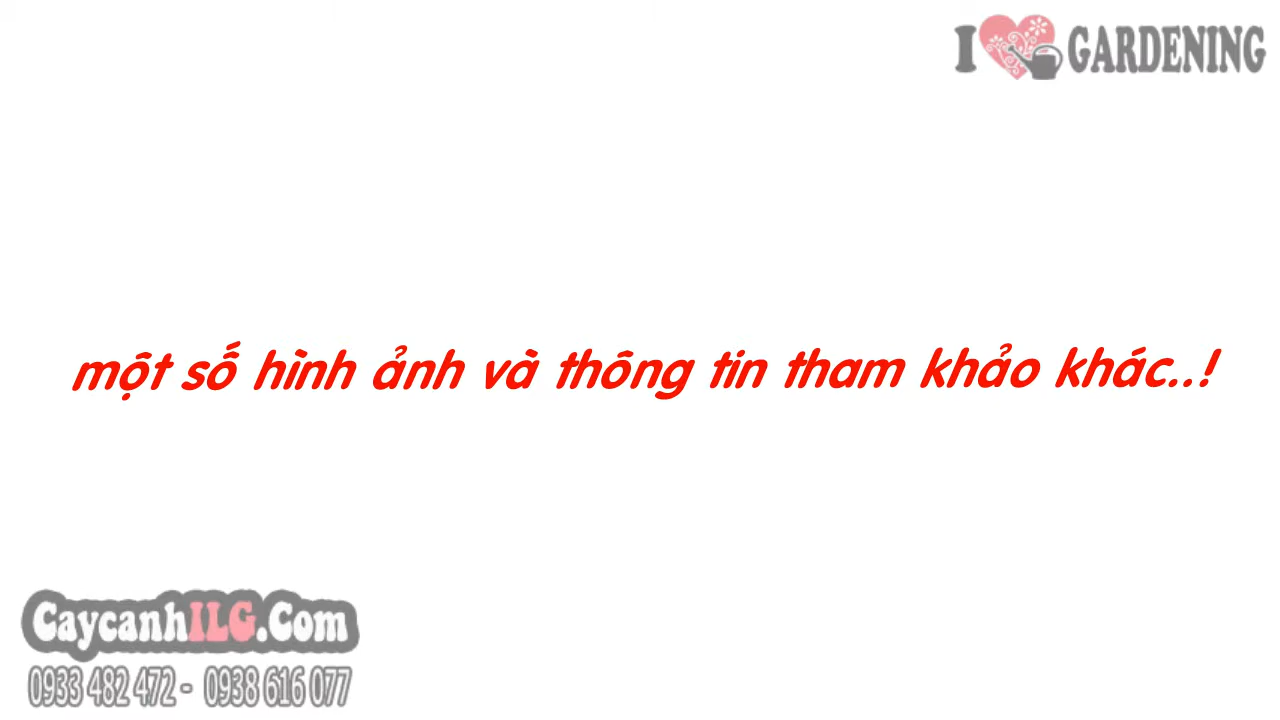 I GARDENING
một số hình ảnh và thông tin tham khảo khác..!
CaycanhILG.Com
0933 482 472 - 0938 616 077